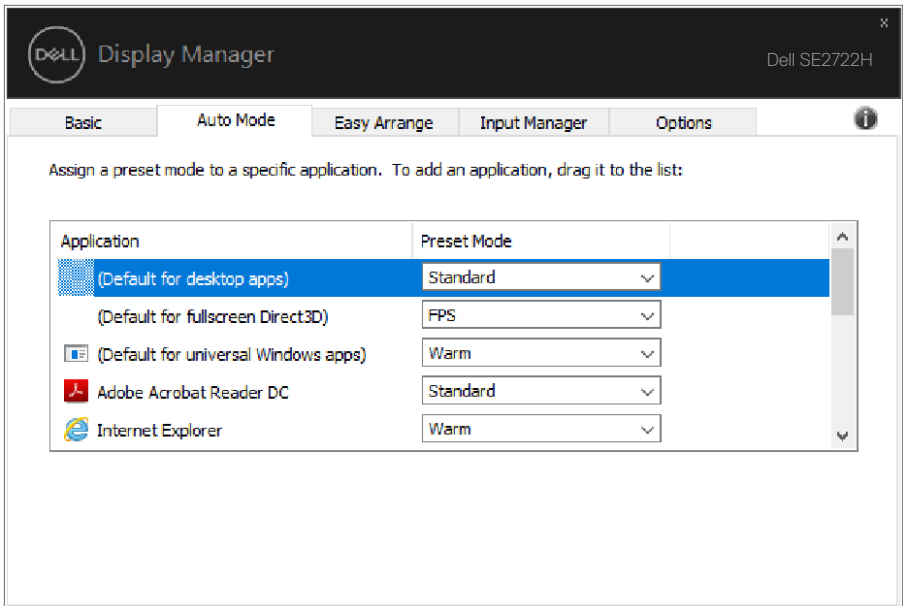 DELL Display Manager
x
Dell SE2722H
Basic Auto Mode Easy Arrange Input Manager Options
Assign a preset mode to a specific application. To add an application, drag it to the list:
Application Preset Mode
(Default for desktop apps) Standard
(Default for fullscreen Direct3D) FPS
(Default for universal Windows apps) Warm
Adobe Acrobat Reader DC Standard
Internet Explorer Warm